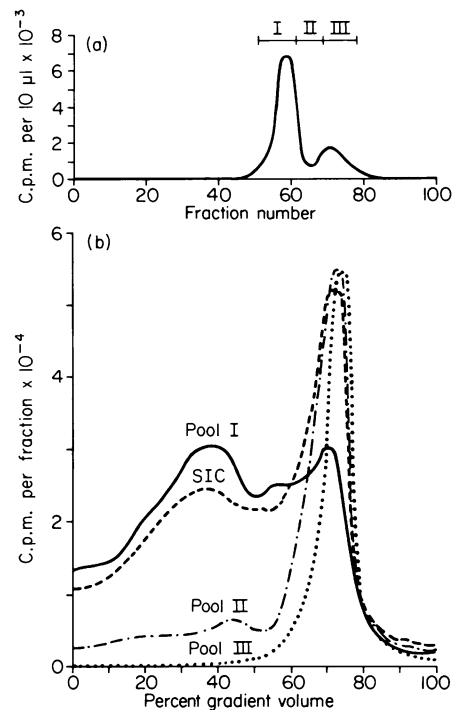 (a)
I II III
C.p.m. per 10 μl x 10⁻³
8
6
4
2
0
0 20 40 60 80 100
Fraction number
(b)
C.p.m. per fraction x 10⁻⁴
6
4
2
0
Pool I
SIC
Pool II
Pool III
0 20 40 60 80 100
Percent gradient volume